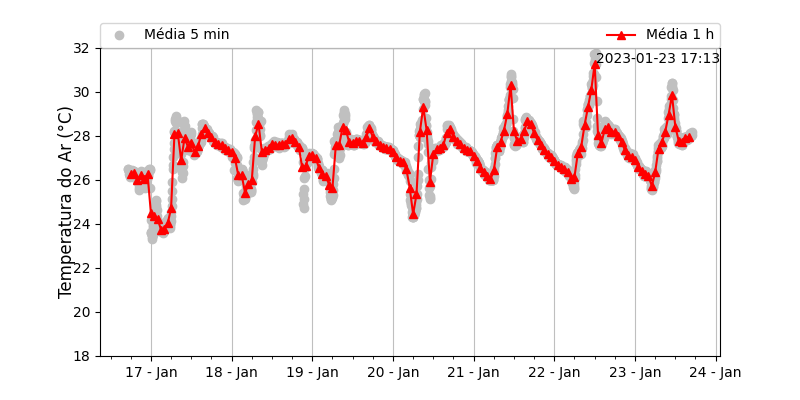 Média 5 min
Média 1 h
2023-01-23 17:13
Temperatura do Ar (°C)
32
30
28
26
24
22
20
18
17 - Jan
18 - Jan
19 - Jan
20 - Jan
21 - Jan
22 - Jan
23 - Jan
24 - Jan